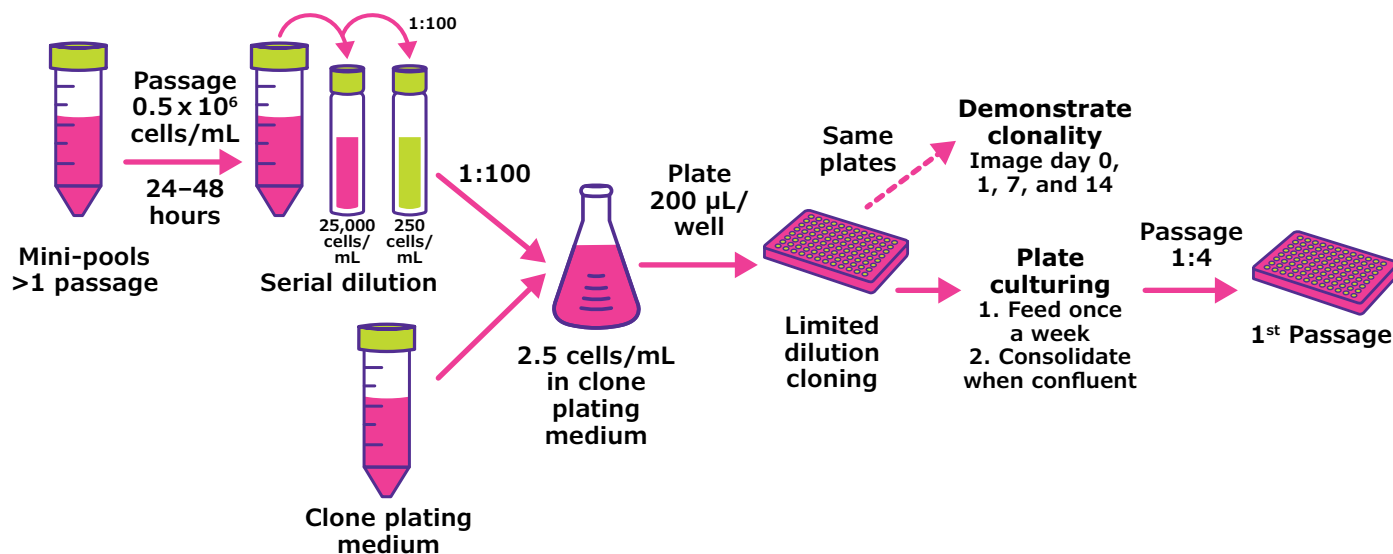 Mini-pools
>1 passage
Passage
0.5 x 10⁶
cells/mL
24–48
hours
1:100
25,000
cells/
mL
250
cells/
mL
Serial dilution
1:100
Clone plating
medium
2.5 cells/mL
in clone
plating
medium
Plate
200 µL/
well
Limited
dilution
cloning
Same
plates
Demonstrate
clonality
Image day 0,
1, 7, and 14
Plate
culturing
1. Feed once
a week
2. Consolidate
when confluent
Passage
1:4
1ˢᵗ Passage